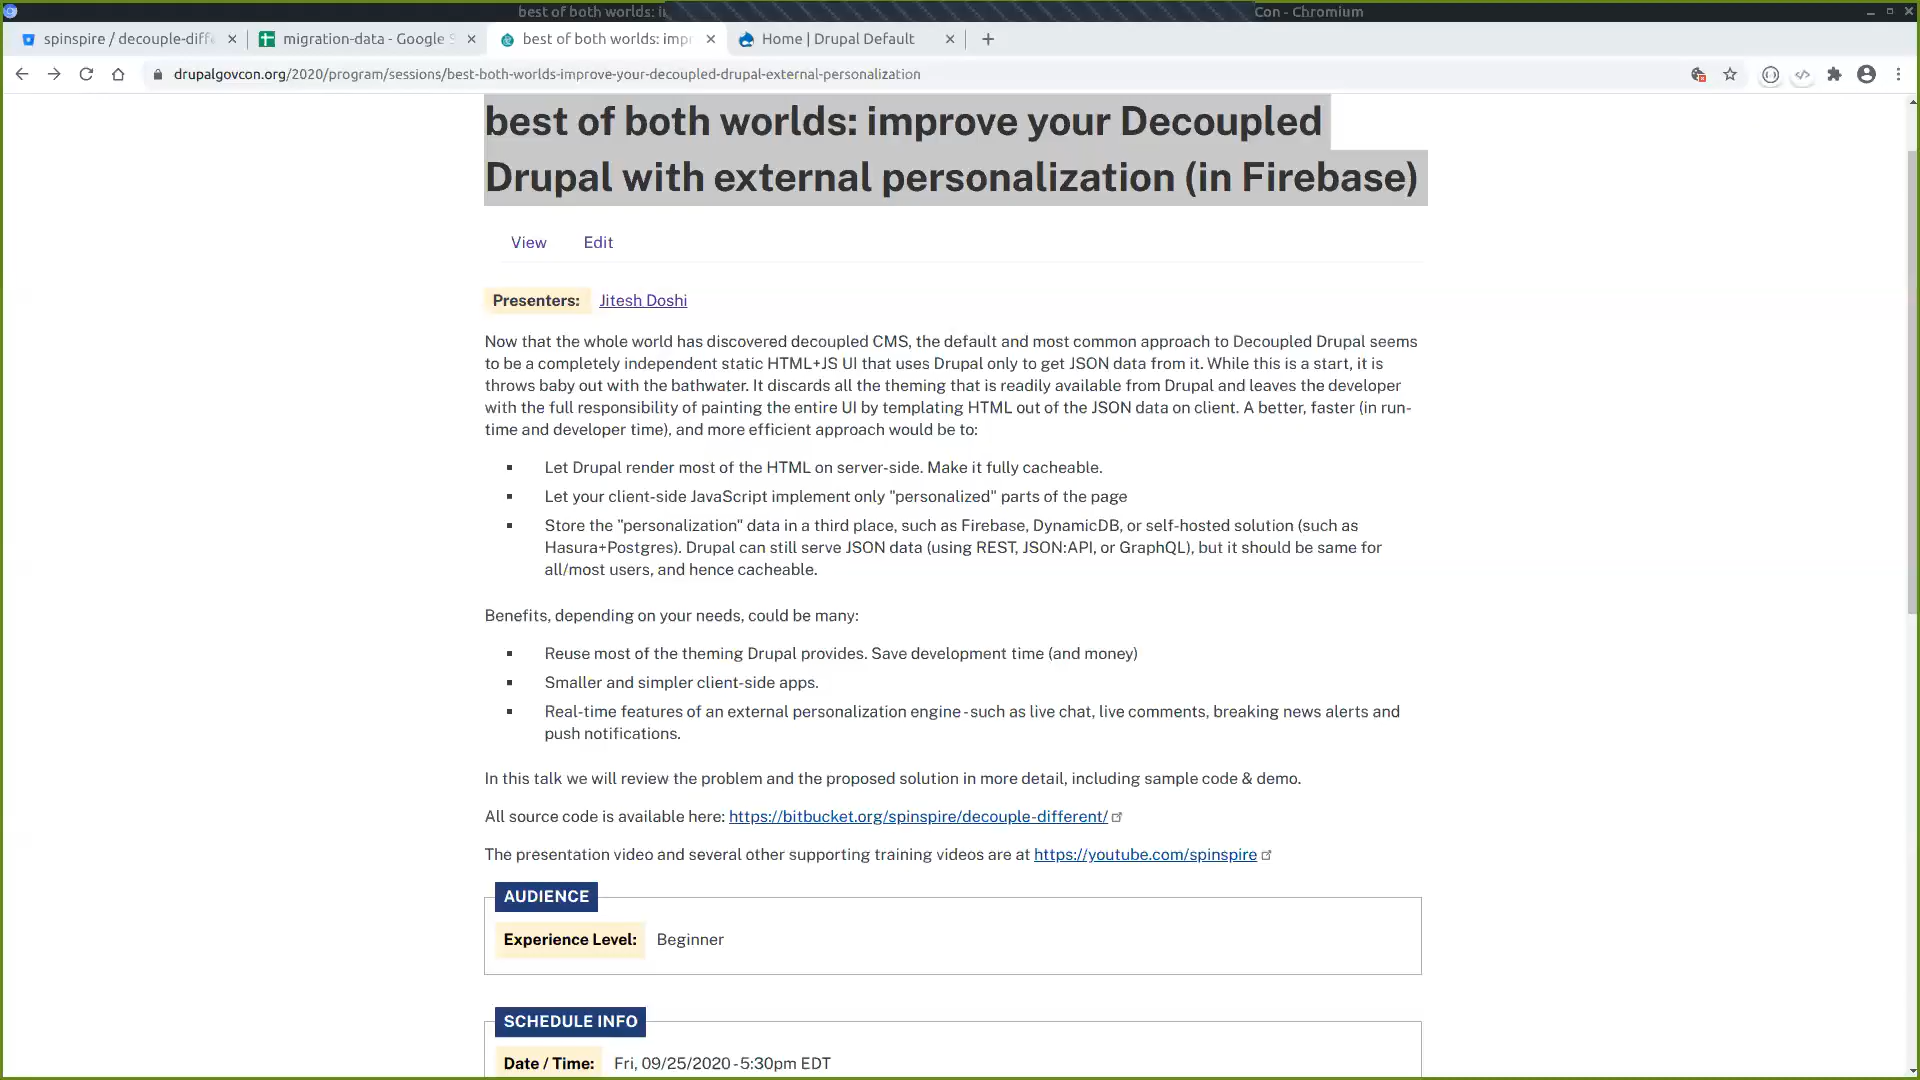 best of both worlds: i
Con - Chromium
spinspire / decouple-diff
migration-data - Google S
best of both worlds: imp
Home | Drupal Default
drupalgovcon.org/2020/program/sessions/best-both-worlds-improve-your-decoupled-drupal-external-personalization
best of both worlds: improve your Decoupled
Drupal with external personalization (in Firebase)
View Edit
Presenters: Jitesh Doshi
Now that the whole world has discovered decoupled CMS, the default and most common approach to Decoupled Drupal seems
to be a completely independent static HTML+JS UI that uses Drupal only to get JSON data from it. While this is a start, it is
throws baby out with the bathwater. It discards all the theming that is readily available from Drupal and leaves the developer
with the full responsibility of painting the entire UI by templating HTML out of the JSON data on client. A better, faster (in run-
time and developer time), and more efficient approach would be to:
▪ Let Drupal render most of the HTML on server-side. Make it fully cacheable.
▪ Let your client-side JavaScript implement only "personalized" parts of the page
▪ Store the "personalization" data in a third place, such as Firebase, DynamicDB, or self-hosted solution (such as
Hasura+Postgres). Drupal can still serve JSON data (using REST, JSON:API, or GraphQL), but it should be same for
all/most users, and hence cacheable.
Benefits, depending on your needs, could be many:
▪ Reuse most of the theming Drupal provides. Save development time (and money)
▪ Smaller and simpler client-side apps.
▪ Real-time features of an external personalization engine - such as live chat, live comments, breaking news alerts and
push notifications.
In this talk we will review the problem and the proposed solution in more detail, including sample code & demo.
All source code is available here: https://bitbucket.org/spinspire/decouple-different/
The presentation video and several other supporting training videos are at https://youtube.com/spinspire
AUDIENCE
Experience Level: Beginner
SCHEDULE INFO
Date / Time: Fri, 09/25/2020 - 5:30pm EDT